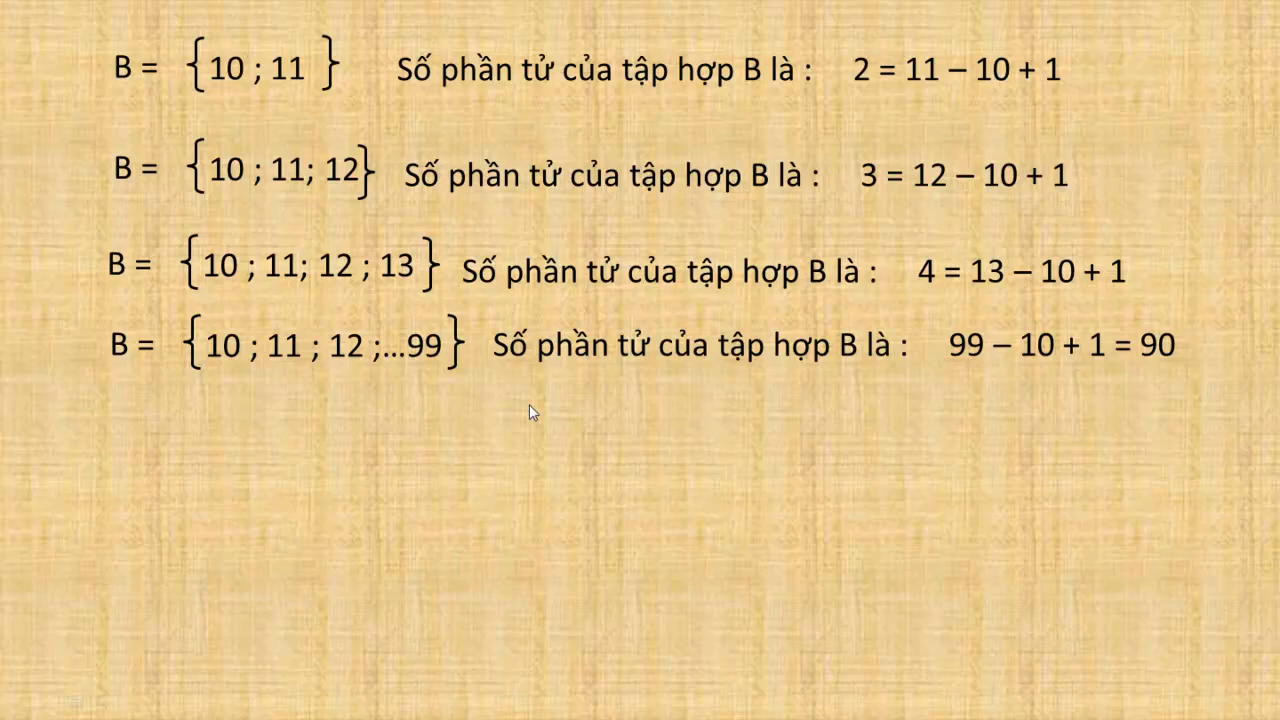 B = {10 ; 11 } Số phần tử của tập hợp B là : 2 = 11 – 10 + 1
B = {10 ; 11; 12} Số phần tử của tập hợp B là : 3 = 12 – 10 + 1
B = {10 ; 11; 12 ; 13 } Số phần tử của tập hợp B là : 4 = 13 – 10 + 1
B = {10 ; 11 ; 12 ;...99 } Số phần tử của tập hợp B là : 99 – 10 + 1 = 90